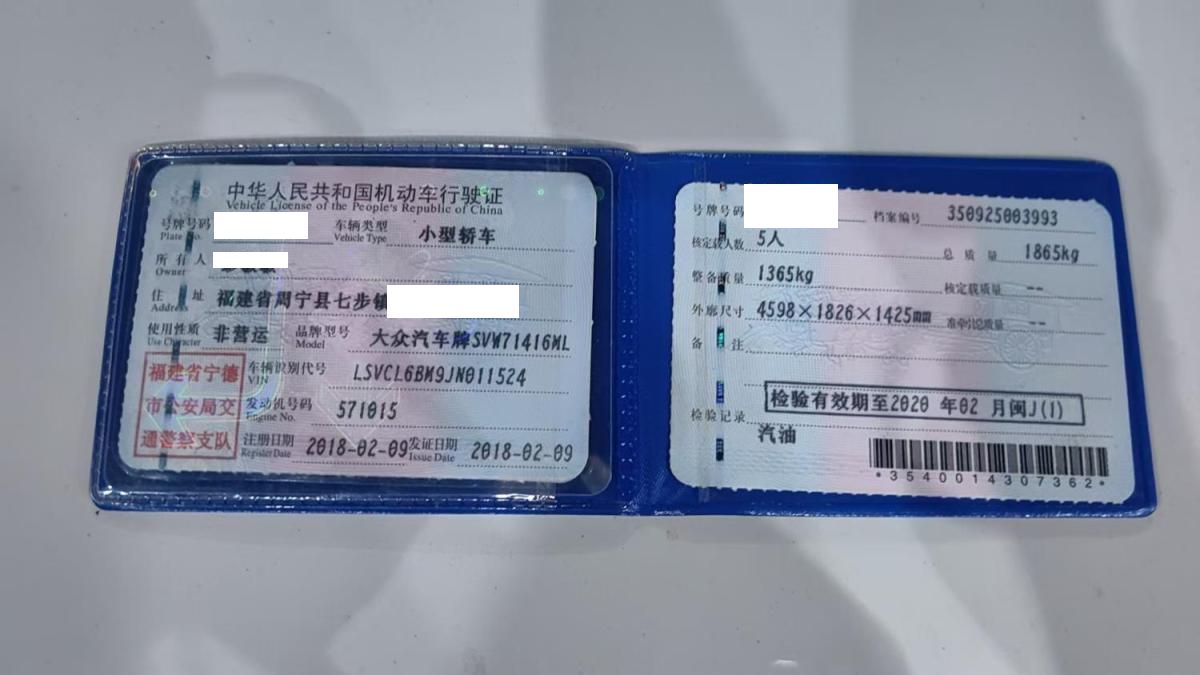 中华人民共和国机动车行驶证
Vehicle License of the People's Republic of China
号牌号码 车辆类型 小型轿车
Plate No. Vehicle Type
所有人
Owner
住址 福建省周宁县七步镇
Address
使用性质 非营运 品牌型号 大众汽车牌SVW71416ML
Use Character Model
福建省宁德
市公安局交
通警察支队
车辆识别代号 LSVCL6BM9JN011524
VIN
发动机号码 571015
Engine No.
注册日期 2018-02-09 发证日期 2018-02-09
Register Date Issue Date
号牌号码 档案编号 350925003993
核定载人数 5人 总质量 1865kg
整备质量 1365kg 核定载质量 --
外廓尺寸 4598×1826×1425mm 准牵引总质量 --
备注
检验有效期至2020 年02 月闽J(1)
检验记录
汽油
*3540014307362*